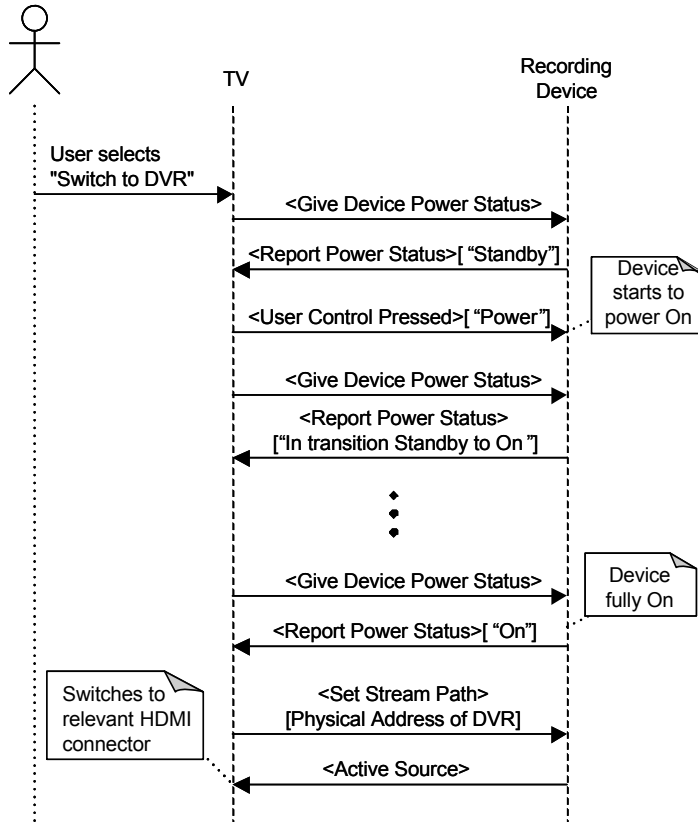 TV
Recording
Device
User selects
"Switch to DVR"
<Give Device Power Status>
<Report Power Status>[ “Standby”]
Device
starts to
power On
<User Control Pressed>[ “Power”]
<Give Device Power Status>
<Report Power Status>
[“In transition Standby to On ”]
<Give Device Power Status>
Device
fully On
<Report Power Status>[ “On”]
Switches to
relevant HDMI
connector
<Set Stream Path>
[Physical Address of DVR]
<Active Source>